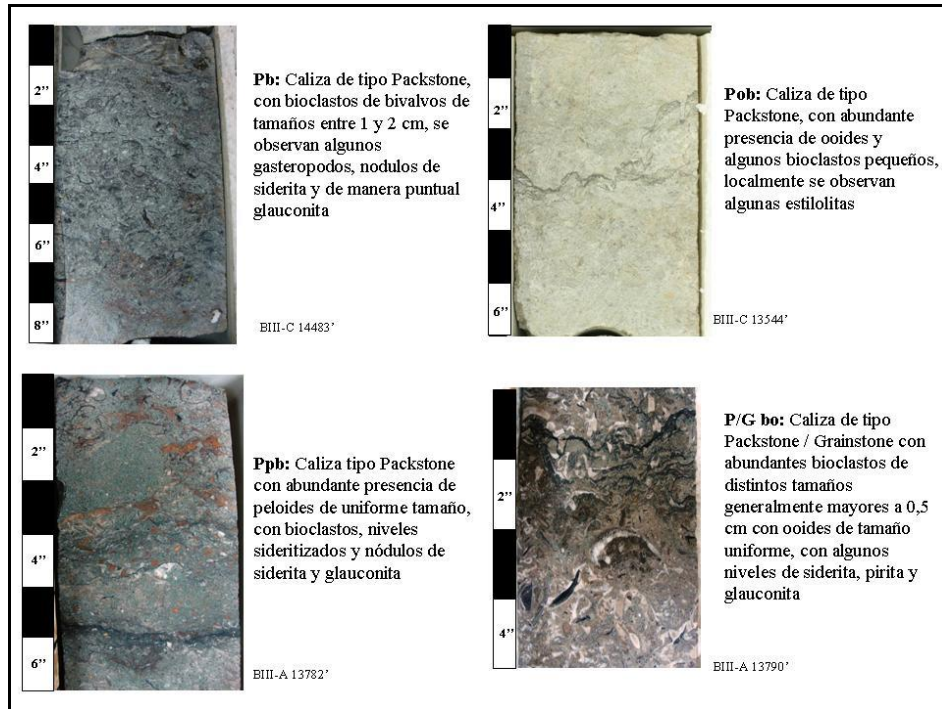 2’’
4’’
6’’
8’’
Pb: Caliza de tipo Packstone,
con bioclastos de bivalvos de
tamaños entre 1 y 2 cm, se
observan algunos
gasteropodos, nodulos de
siderita y de manera puntual
glauconita
BIII-C 14483’
2’’
4’’
6’’
Pob: Caliza de tipo
Packstone, con abundante
presencia de ooides y
algunos bioclastos pequeños,
localmente se observan
algunas estilolitas
BIII-C 13544’
2’’
4’’
6’’
Ppb: Caliza tipo Packstone
con abundante presencia de
peloides de uniforme tamaño,
con bioclastos, niveles
sideritizados y nódulos de
siderita y glauconita
BIII-A 13782’
2’’
4’’
P/G bo: Caliza de tipo
Packstone / Grainstone con
abundantes bioclastos de
distintos tamaños
generalmente mayores a 0,5
cm con ooides de tamaño
uniforme, con algunos
niveles de siderita, pirita y
glauconita
BIII-A 13790’